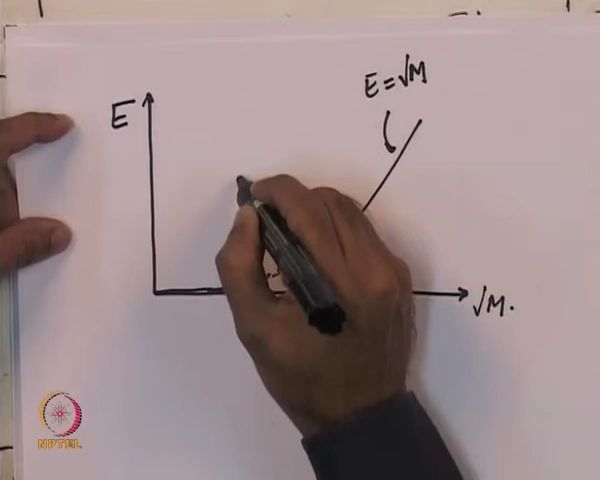 E = √M
E
√M.
NPTEL